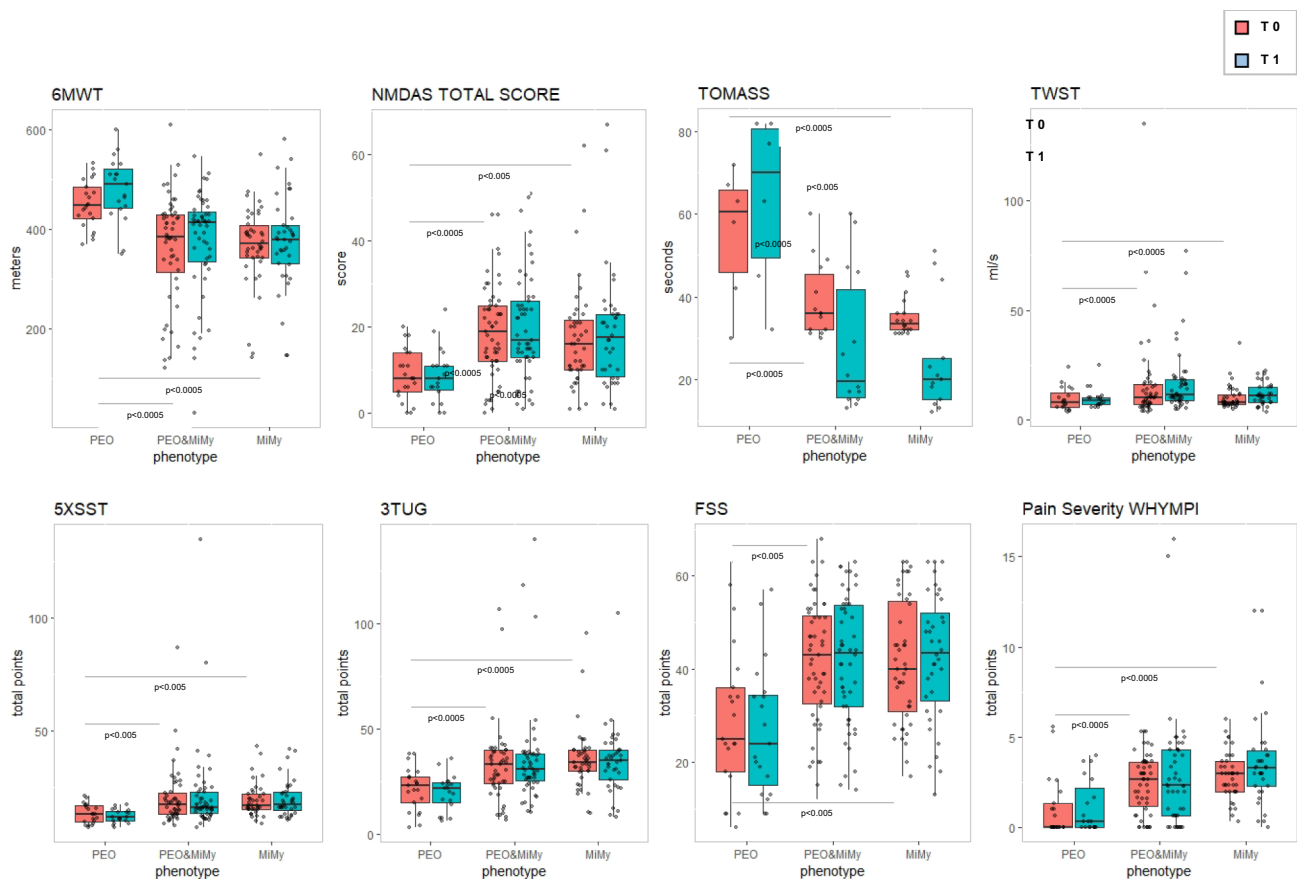 T 0
T 1
6MWT
meters
600
400
200
p<0.0005
p<0.0005
PEO
PEO&MiMy
MiMy
phenotype
NMDAS TOTAL SCORE
score
60
40
20
0
p<0.005
p<0.0005
p<0.0005
p<0.0005
PEO
PEO&MiMy
MiMy
phenotype
TOMASS
seconds
80
60
40
20
p<0.0005
p<0.0005
p<0.0005
p<0.0005
PEO
PEO&MiMy
MiMy
phenotype
TWST
T 0
T 1
ml/s
100
50
0
p<0.0005
p<0.0005
PEO
PEO&MiMy
MiMy
phenotype
5XSST
total points
100
50
p<0.005
p<0.005
PEO
PEO&MiMy
MiMy
phenotype
3TUG
total points
100
50
0
p<0.0005
p<0.0005
PEO
PEO&MiMy
MiMy
phenotype
FSS
total points
60
40
20
p<0.005
p<0.0005
PEO
PEO&MiMy
MiMy
phenotype
Pain Severity WHYMPI
total points
15
10
5
0
p<0.0005
p<0.0005
PEO
PEO&MiMy
MiMy
phenotype